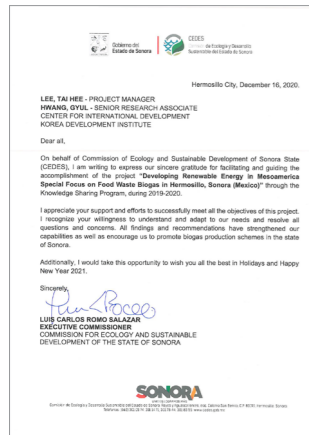 Gobierno del
Estado de Sonora
CEDES
Comisión de Ecología y Desarrollo
Sustentable del Estado de Sonora
Hermosillo City, December 16, 2020.
LEE, TAI HEE - PROJECT MANAGER
HWANG, GYUL - SENIOR RESEARCH ASSOCIATE
CENTER FOR INTERNATIONAL DEVELOPMENT
KOREA DEVELOPMENT INSTITUTE
Dear all,
On behalf of Commission of Ecology and Sustainable Development of Sonora State
(CEDES), I am writing to express our sincere gratitude for facilitating and guiding the
accomplishment of the project "Developing Renewable Energy in Mesoamerica
Special Focus on Food Waste Biogas in Hermosillo, Sonora (Mexico)" through the
Knowledge Sharing Program, during 2019-2020.
I appreciate your support and efforts to successfully meet all the objectives of this project.
I recognize your willingness to understand and adapt to our needs and resolve all
questions and concerns. All findings and recommendations have strengthened our
capabilities as well as encourage us to promote biogas production schemes in the state
of Sonora.
Additionally, I would take this opportunity to wish you all the best in Holidays and Happy
New Year 2021.
Sincerely,
LUIS CARLOS ROMO SALAZAR
EXECUTIVE COMMISSIONER
COMMISSION FOR ECOLOGY AND SUSTAINABLE
DEVELOPMENT OF THE STATE OF SONORA
SONORA